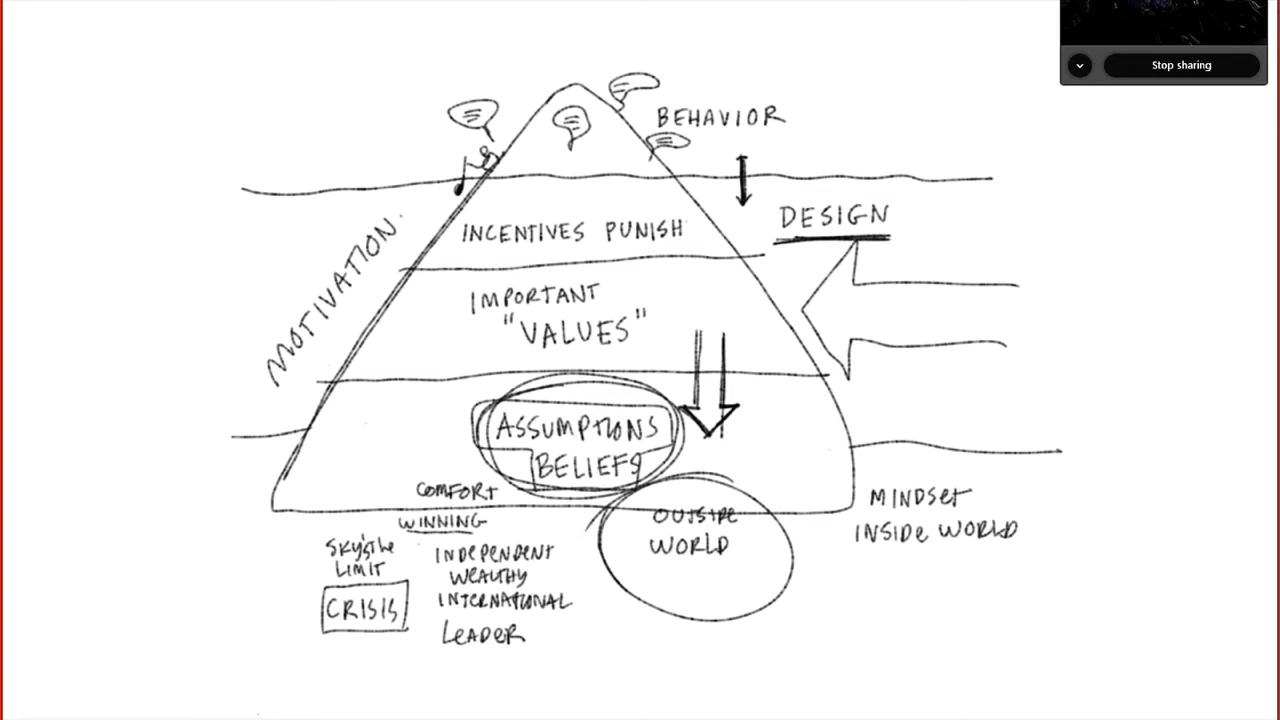 Stop sharing
BEHAVIOR
DESIGN
MOTIVATION
INCENTIVES PUNISH
IMPORTANT
"VALUES"
ASSUMPTIONS
BELIEFS
COMFORT
WINNING
SKY'S THE
LIMIT
CRISIS
INDEPENDENT
WEALTHY
INTERNATIONAL
LEADER
OUTSIDE
WORLD
MINDSET
INSIDE WORLD